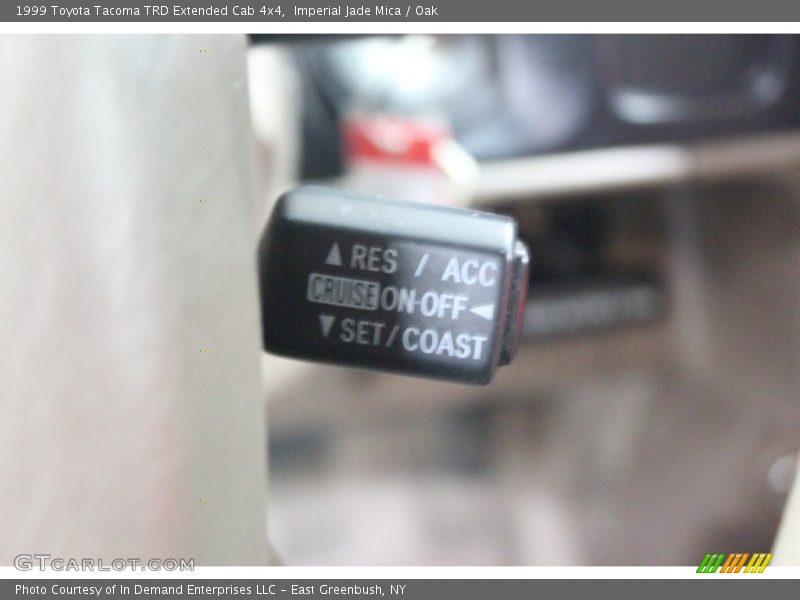 1999 Toyota Tacoma TRD Extended Cab 4x4, Imperial Jade Mica / Oak
▲ RES / ACC
CRUISE ON-OFF ◄
▼ SET / COAST
GTCARLOT.COM
Photo Courtesy of In Demand Enterprises LLC – East Greenbush, NY